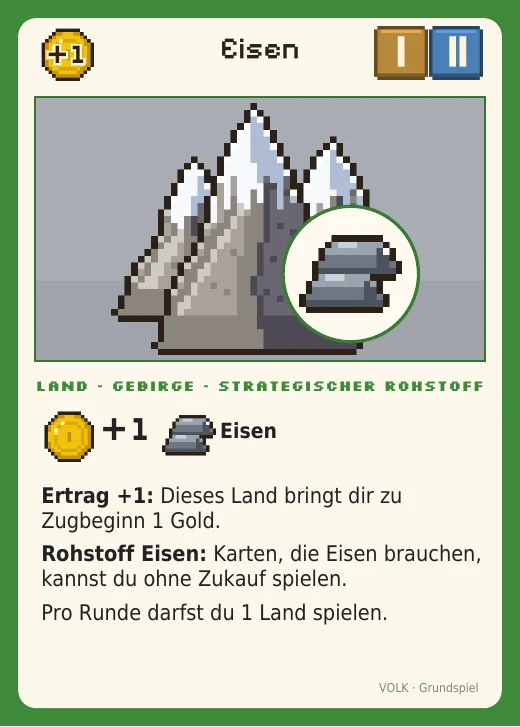 +1 Eisen I II
LAND - GEBIRGE - STRATEGISCHER ROHSTOFF
+1 Eisen
Ertrag +1: Dieses Land bringt dir zu
Zugbeginn 1 Gold.
Rohstoff Eisen: Karten, die Eisen brauchen,
kannst du ohne Zukauf spielen.
Pro Runde darfst du 1 Land spielen.
VOLK · Grundspiel